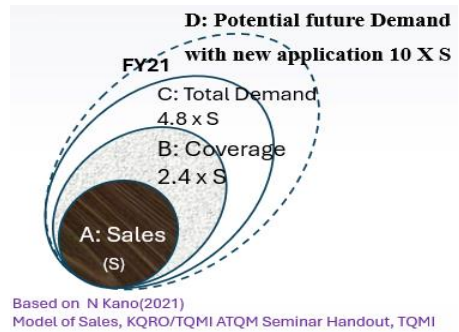 D: Potential future Demand
with new application 10 X S
FY21
C: Total Demand
4.8 x S
B: Coverage
2.4 x S
A: Sales
(S)
Based on  N Kano(2021)
Model of Sales, KQRO/TQMI ATQM Seminar Handout, TQMI